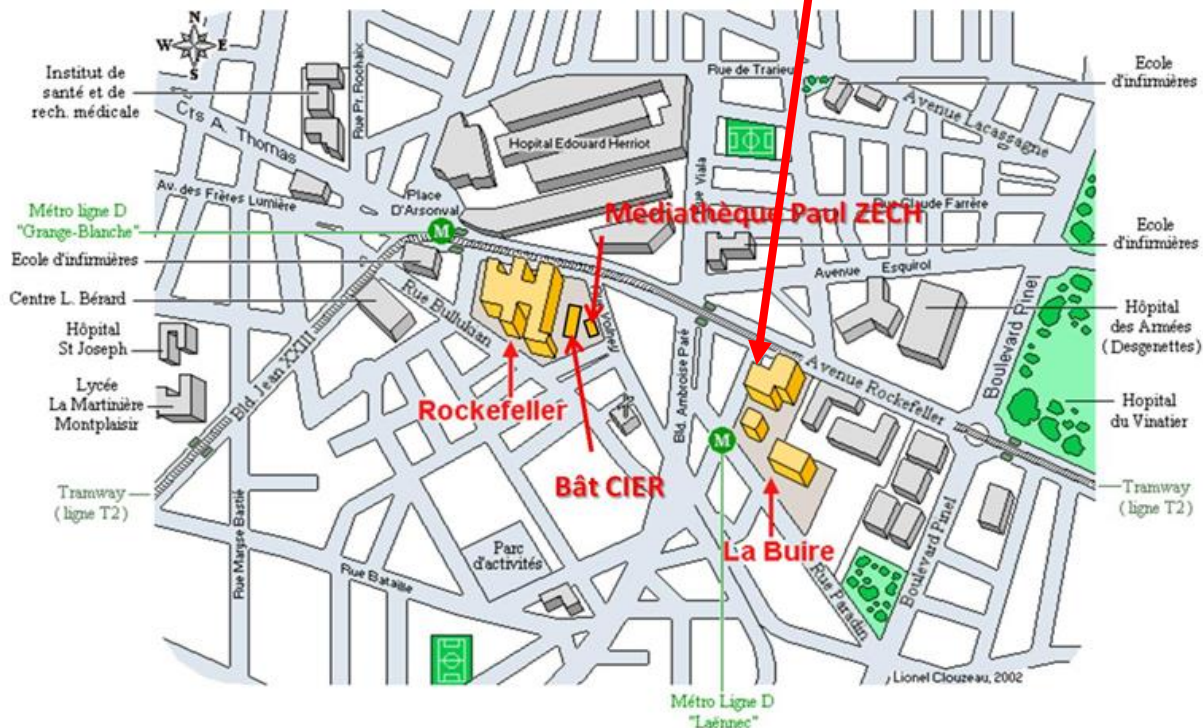 N
W E
S
Institut de
santé et de
rech. médicale
Crs A. Thomas
Rue Pr. Rochaix
Av. des Frères Lumière
Place
D'Arsonval
Hopital Edouard Herriot
Rue de Trarieux
Ecole
d'infirmières
Avenue Lacassagne
Rue Viala
Rue Claude Farrère
Médiathèque Paul ZECH
Métro ligne D
"Grange-Blanche"
M
Ecole d'infirmières
Ecole
d'infirmières
Avenue Esquirol
Centre L. Bérard
Rue Bullukian
Hôpital
St Joseph
Lycée
La Martinière
Montplaisir
Bld. Jean XXIII
Rockefeller
Bât CIER
Bld. Ambroise Paré
Avenue Rockefeller
Boulevard Pinel
Hôpital
des Armées
(Desgenettes)
Hopital
du Vinatier
M
La Buire
Tramway
(ligne T2)
Tramway
(ligne T2)
Rue Maryse Bastié
Rue Bataille
Parc
d'activités
Rue Paradin
Boulevard Pinel
Lionel Clouzeau, 2002
Métro Ligne D
"Laënnec"